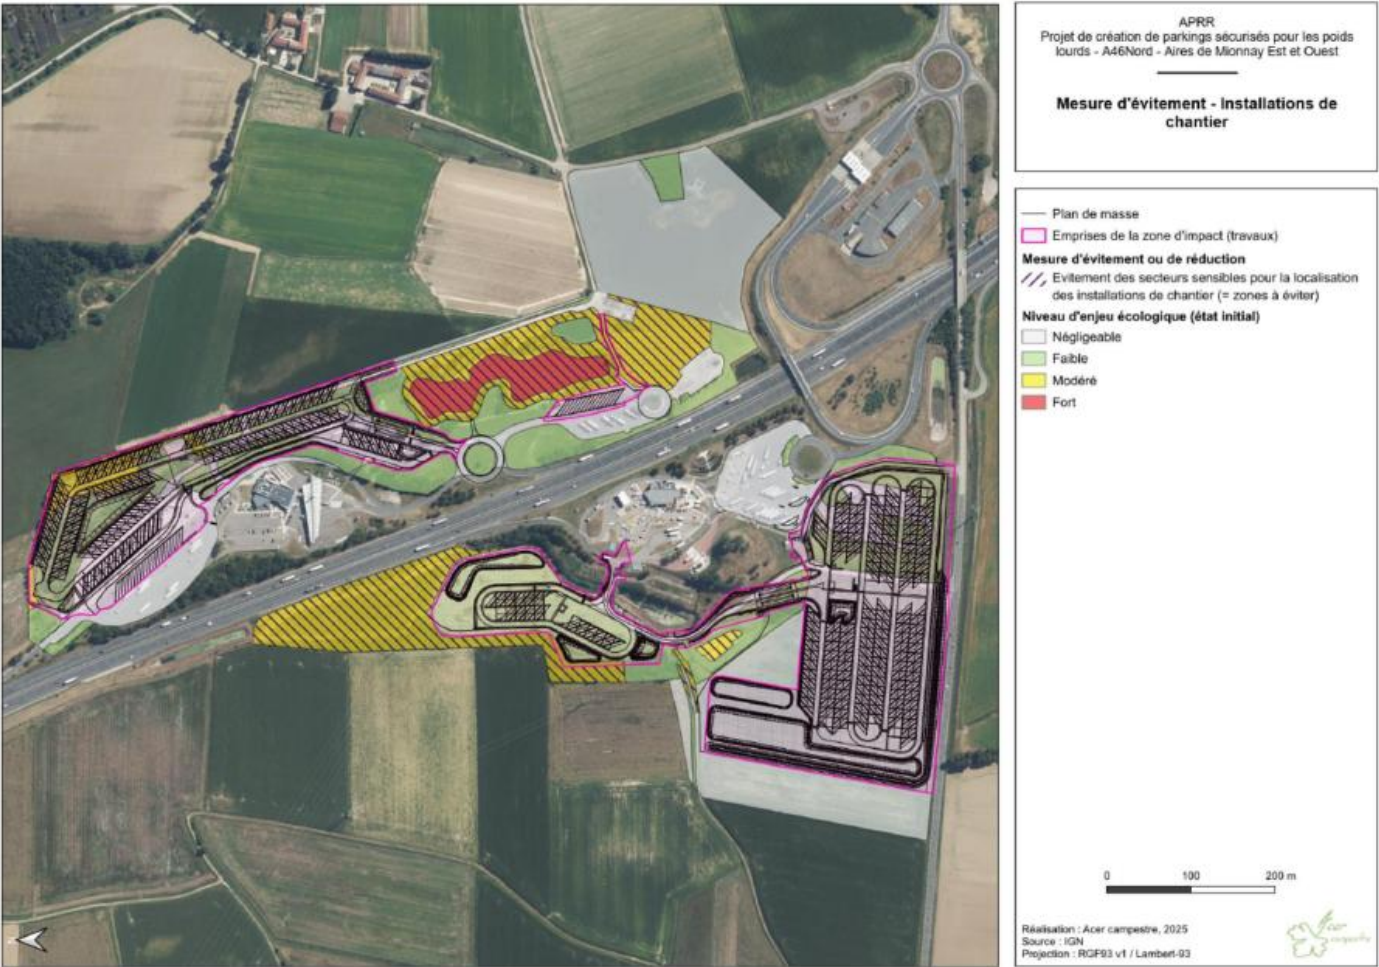 APRR
Projet de création de parkings sécurisés pour les poids
lourds - A46Nord - Aires de Mionnay Est et Ouest
Mesure d'évitement - Installations de
chantier
Plan de masse
Emprises de la zone d'impact (travaux)
Mesure d'évitement ou de réduction
Evitement des secteurs sensibles pour la localisation
des installations de chantier (= zones à éviter)
Niveau d'enjeu écologique (état initial)
Négligeable
Faible
Modéré
Fort
0 100 200 m
Réalisation : Acer campestre, 2025
Source : IGN
Projection : RGF93 v1 / Lambert-93
Acer
campestre